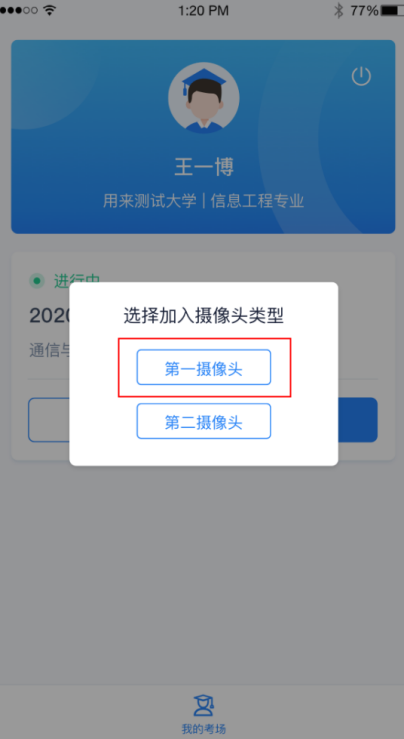 1:20 PM
77%
王一博
用来测试大学 | 信息工程专业
进行中
2020
通信与
选择加入摄像头类型
第一摄像头
第二摄像头
我的考场